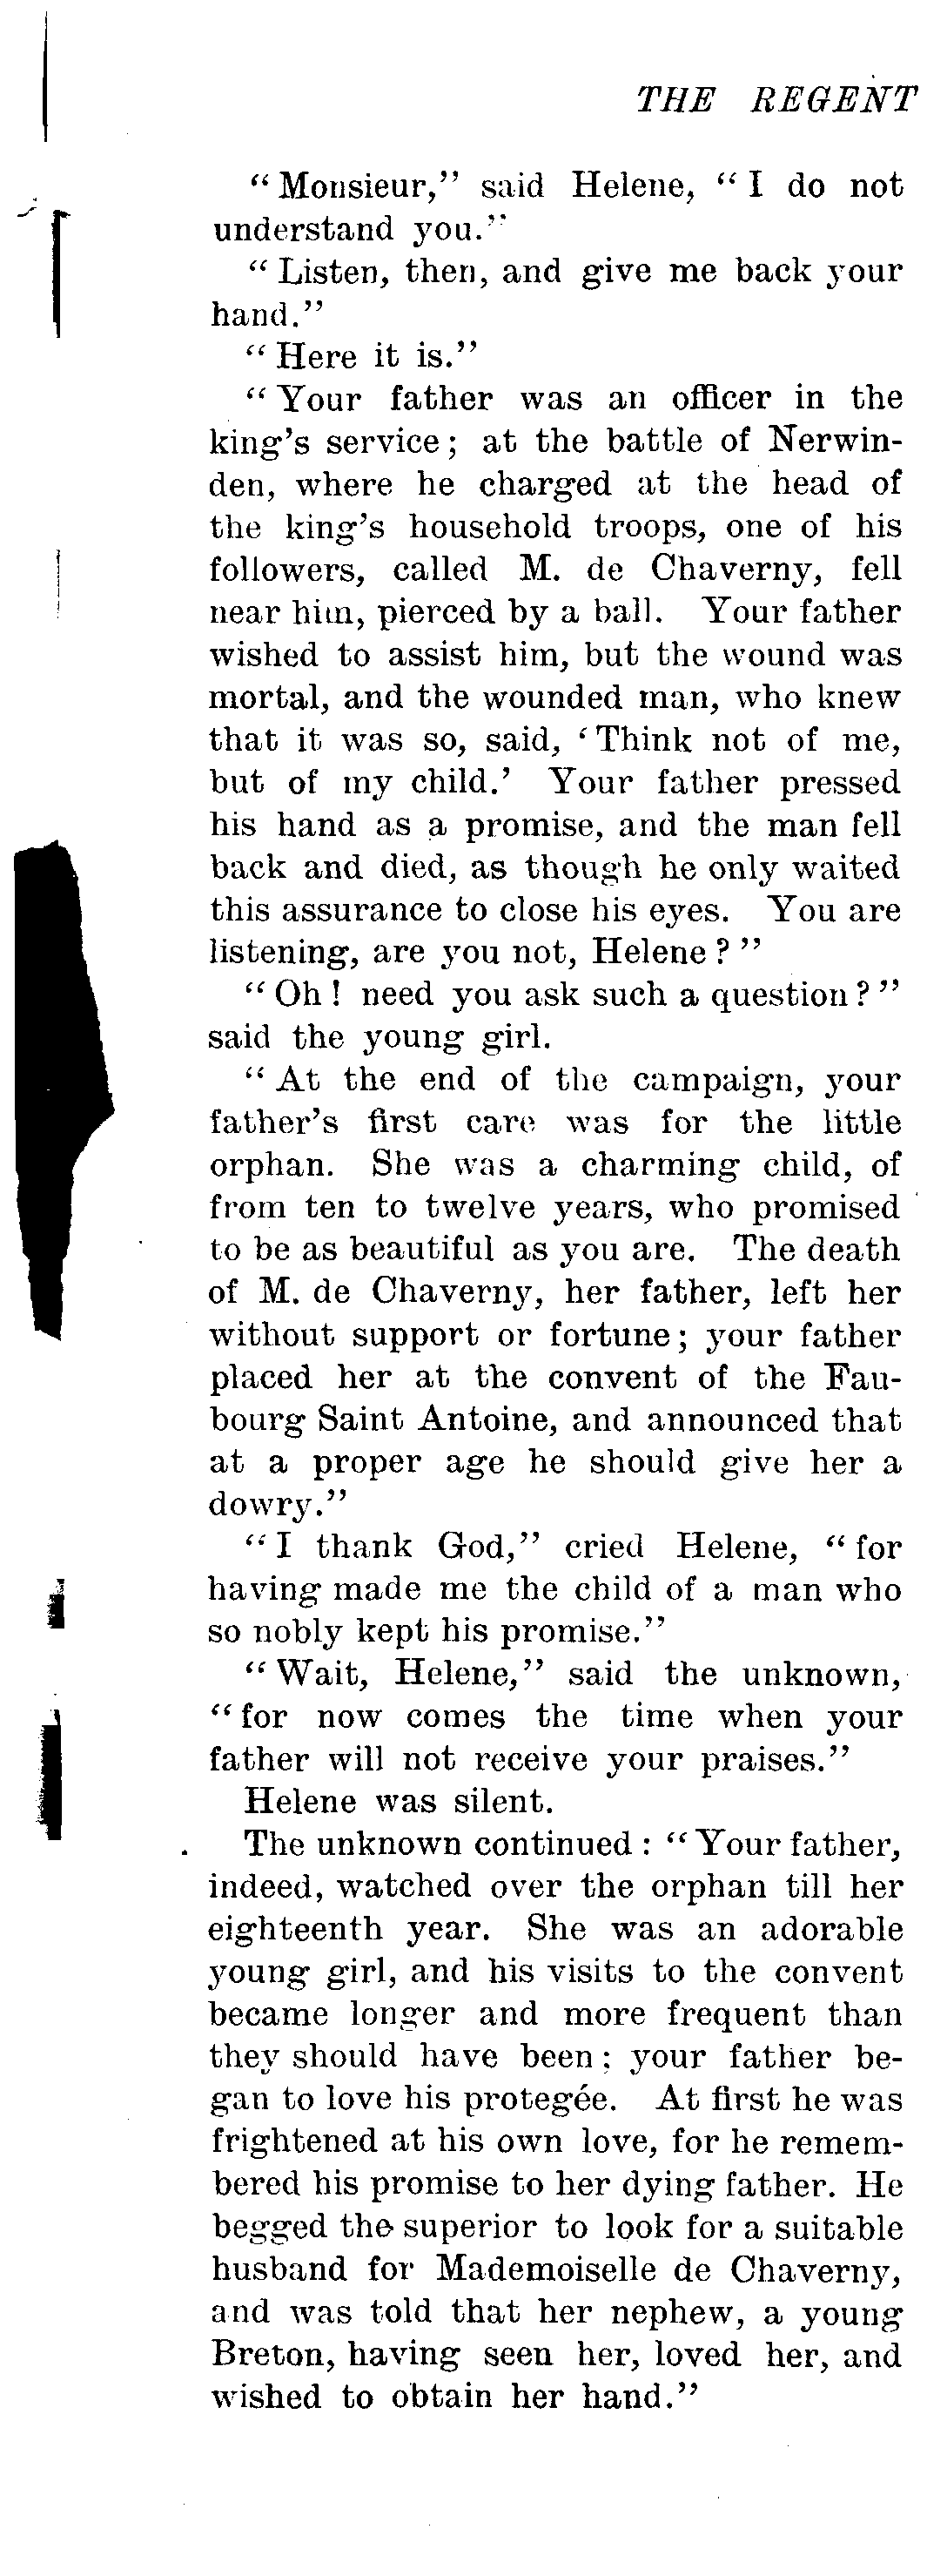 THE REGENT
“Monsieur,” said Helene, “I do not
understand you.”
“Listen, then, and give me back your
hand.”
“Here it is.”
“Your father was an officer in the
king’s service; at the battle of Nerwin-
den, where he charged at the head of
the king’s household troops, one of his
followers, called M. de Chaverny, fell
near him, pierced by a ball. Your father
wished to assist him, but the wound was
mortal, and the wounded man, who knew
that it was so, said, ‘Think not of me,
but of my child.’ Your father pressed
his hand as a promise, and the man fell
back and died, as though he only waited
this assurance to close his eyes. You are
listening, are you not, Helene?”
“Oh! need you ask such a question?”
said the young girl.
“At the end of the campaign, your
father’s first care was for the little
orphan. She was a charming child, of
from ten to twelve years, who promised
to be as beautiful as you are. The death
of M. de Chaverny, her father, left her
without support or fortune; your father
placed her at the convent of the Fau-
bourg Saint Antoine, and announced that
at a proper age he should give her a
dowry.”
“I thank God,” cried Helene, “for
having made me the child of a man who
so nobly kept his promise.”
“Wait, Helene,” said the unknown,
“for now comes the time when your
father will not receive your praises.”
Helene was silent.
The unknown continued: “Your father,
indeed, watched over the orphan till her
eighteenth year. She was an adorable
young girl, and his visits to the convent
became longer and more frequent than
they should have been; your father be-
gan to love his protegée. At first he was
frightened at his own love, for he remem-
bered his promise to her dying father. He
begged the superior to look for a suitable
husband for Mademoiselle de Chaverny,
and was told that her nephew, a young
Breton, having seen her, loved her, and
wished to obtain her hand.”